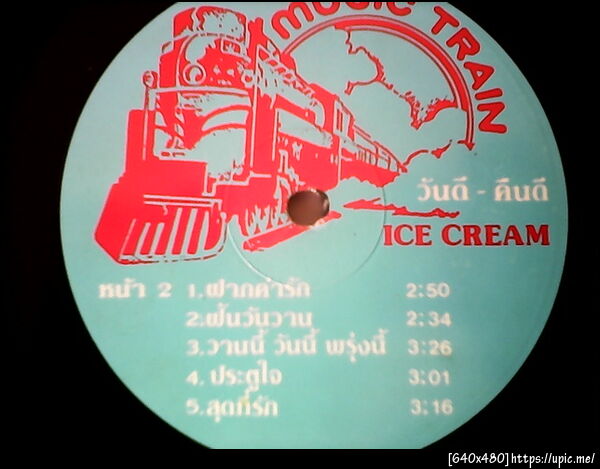 MUSIC TRAIN
วันดี - คืนดี
ICE CREAM
หน้า 2 1.ฝากคำรัก 2:50
2.ฝันวันวาน 2:34
3.วานนี้ วันนี้ พรุ่งนี้ 3:26
4.ประตูใจ 3:01
5.สุดที่รัก 3:16
[640x480]https://upic.me/